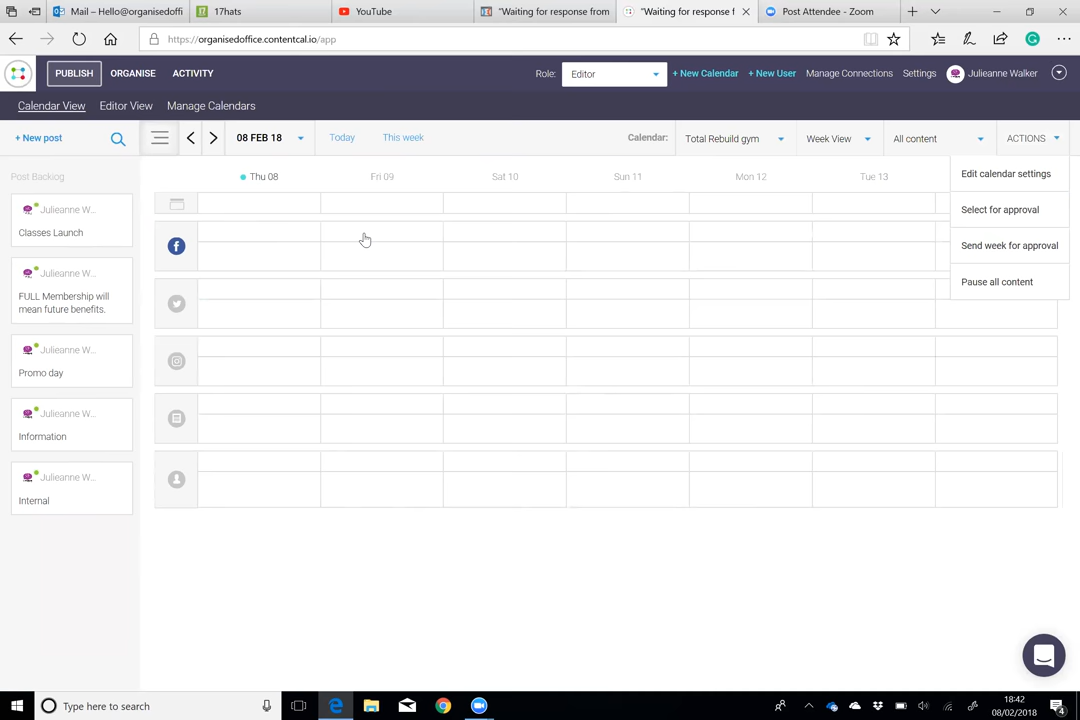 Mail – Hello@organisedoffi
17hats
YouTube
"Waiting for response from
"Waiting for response f
Post Attendee - Zoom
https://organisedoffice.contentcal.io/app
PUBLISH
ORGANISE
ACTIVITY
Role:
Editor
+ New Calendar
+ New User
Manage Connections
Settings
Julieanne Walker
Calendar View
Editor View
Manage Calendars
+ New post
08 FEB 18
Today
This week
Calendar:
Total Rebuild gym
Week View
All content
ACTIONS
Post Backlog
Thu 08
Fri 09
Sat 10
Sun 11
Mon 12
Tue 13
Edit calendar settings
Select for approval
Send week for approval
Pause all content
Julieanne W...
Classes Launch
Julieanne W...
FULL Membership will
mean future benefits.
Julieanne W...
Promo day
Julieanne W...
Information
Julieanne W...
Internal
Type here to search
18:42
08/02/2018
4